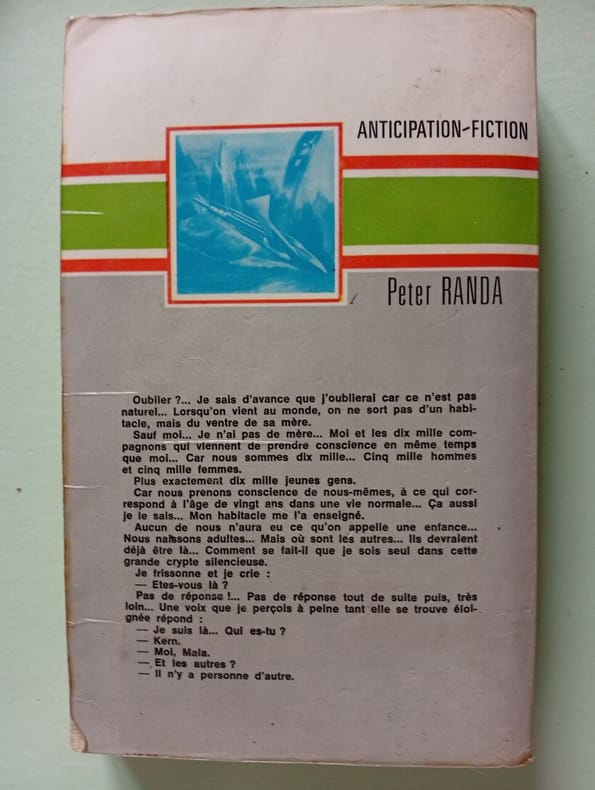 ANTICIPATION-FICTION
Peter RANDA
Oublier ?... Je sais d'avance que j'oublierai car ce n'est pas
naturel... Lorsqu'on vient au monde, on ne sort pas d'un habi-
tacle, mais du ventre de sa mère.
Sauf moi... Je n'ai pas de mère... Moi et les dix mille com-
pagnons qui viennent de prendre conscience en même temps
que moi... Car nous sommes dix mille... Cinq mille hommes
et cinq mille femmes.
Plus exactement dix mille jeunes gens.
Car nous prenons conscience de nous-mêmes, à ce qui cor-
respond à l'âge de vingt ans dans une vie normale... Ça aussi
je le sais... Mon habitacle me l'a enseigné.
Aucun de nous n'aura eu ce qu'on appelle une enfance...
Nous naissons adultes... Mais où sont les autres... Ils devraient
déjà être là... Comment se fait-il que je sois seul dans cette
grande crypte silencieuse.
Je frissonne et je crie :
— Etes-vous là ?
Pas de réponse !... Pas de réponse tout de suite puis, très
loin... Une voix que je perçois à peine tant elle se trouve éloi-
gnée répond :
— Je suis là... Qui es-tu ?
— Kern.
— Moi, Mala.
— Et les autres ?
— Il n'y a personne d'autre.